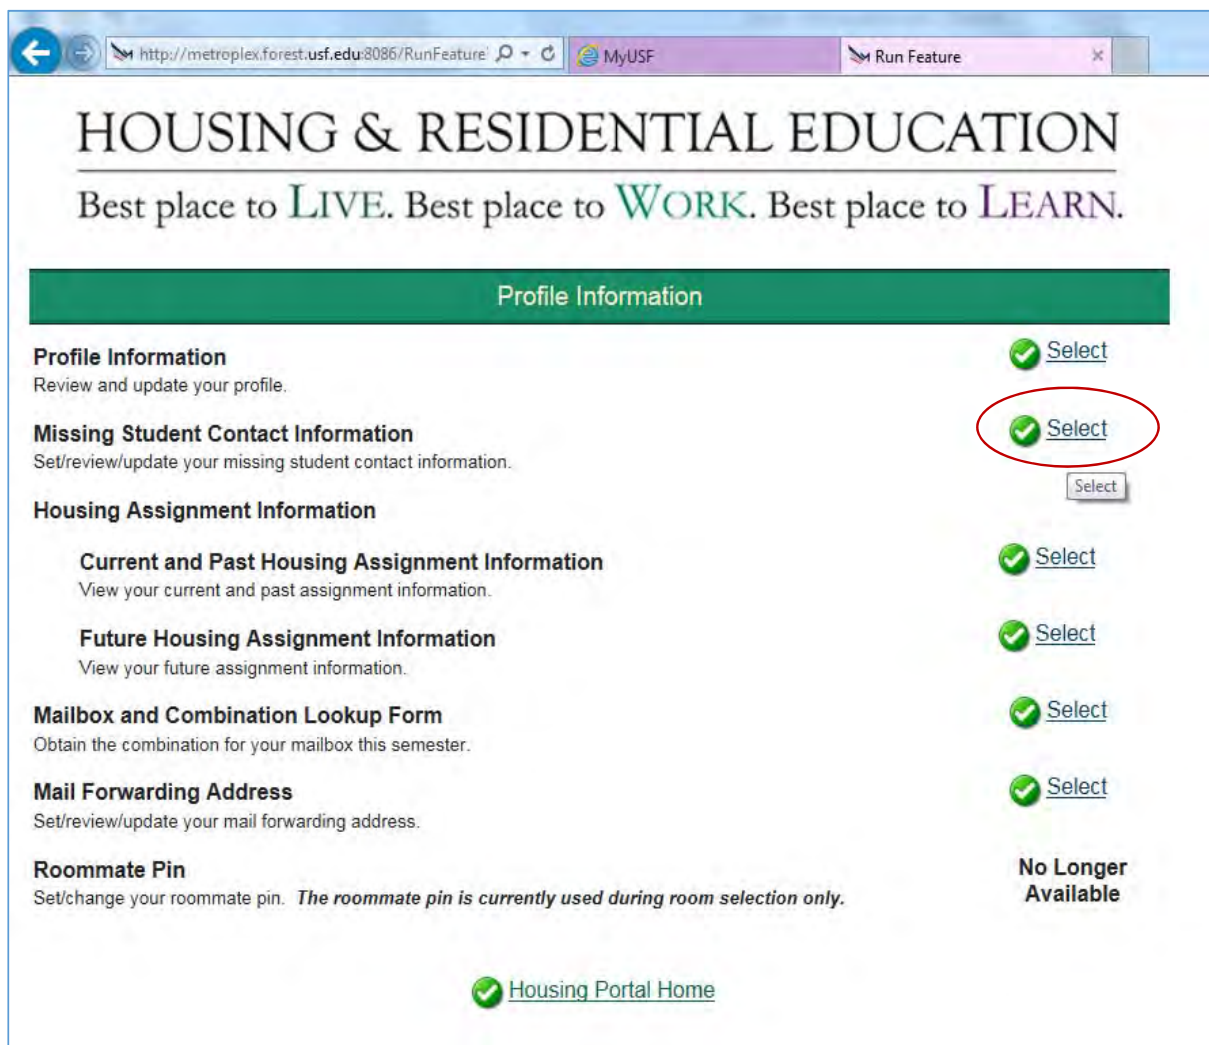 http://metroplex.forest.usf.edu:8086/RunFeature
MyUSF
Run Feature
HOUSING & RESIDENTIAL EDUCATION
Best place to LIVE. Best place to WORK. Best place to LEARN.
Profile Information
Profile Information
Select
Review and update your profile.
Missing Student Contact Information
Select
Set/review/update your missing student contact information.
Select
Housing Assignment Information
Current and Past Housing Assignment Information
Select
View your current and past assignment information.
Future Housing Assignment Information
Select
View your future assignment information.
Mailbox and Combination Lookup Form
Select
Obtain the combination for your mailbox this semester.
Mail Forwarding Address
Select
Set/review/update your mail forwarding address.
Roommate Pin
No Longer
Available
Set/change your roommate pin. The roommate pin is currently used during room selection only.
Housing Portal Home